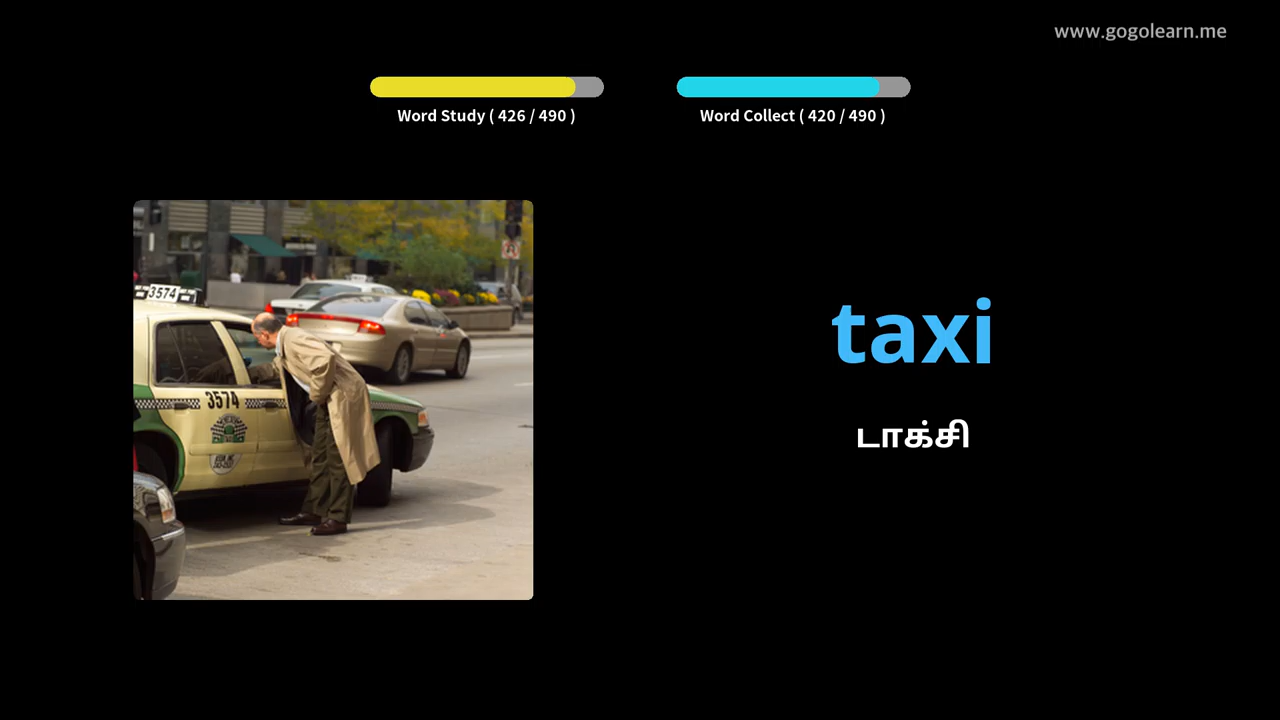 www.gogolearn.me
Word Study ( 426 / 490 )
Word Collect ( 420 / 490 )
3574
3574
taxi
டாக்சி